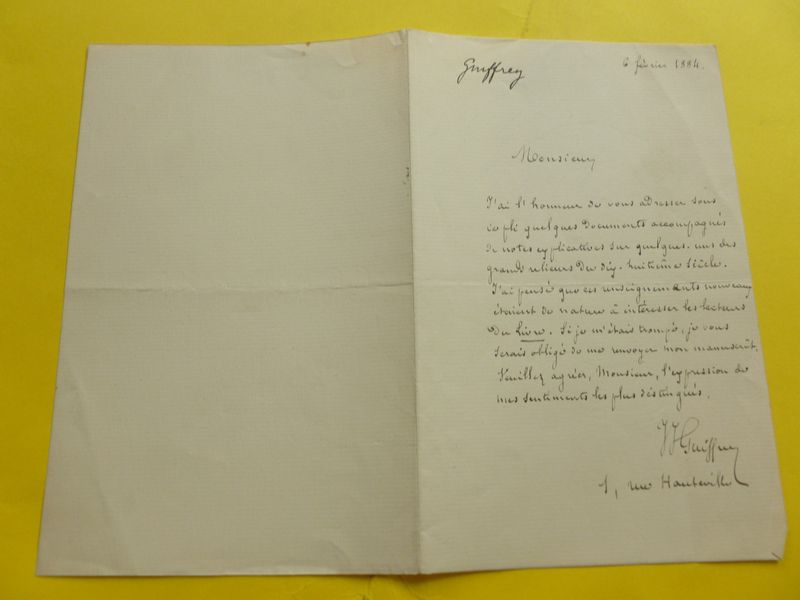 Guiffrey
6 février 1884.
Monsieur,
J'ai l'honneur de vous adresser sous
ce pli quelques documents accompagnés
de notes explicatives sur quelques-uns des
grands relieurs du dix-huitième siècle.
J'ai pensé que ces renseignements nouveaux
étaient de nature à intéresser les lecteurs
du Livre. Si je m'étais trompé, je vous
serais obligé de me renvoyer mon manuscrit.
Veuillez agréer, Monsieur, l'expression de
mes sentiments les plus distingués.
JJ Guiffrey
1, rue Hauteville